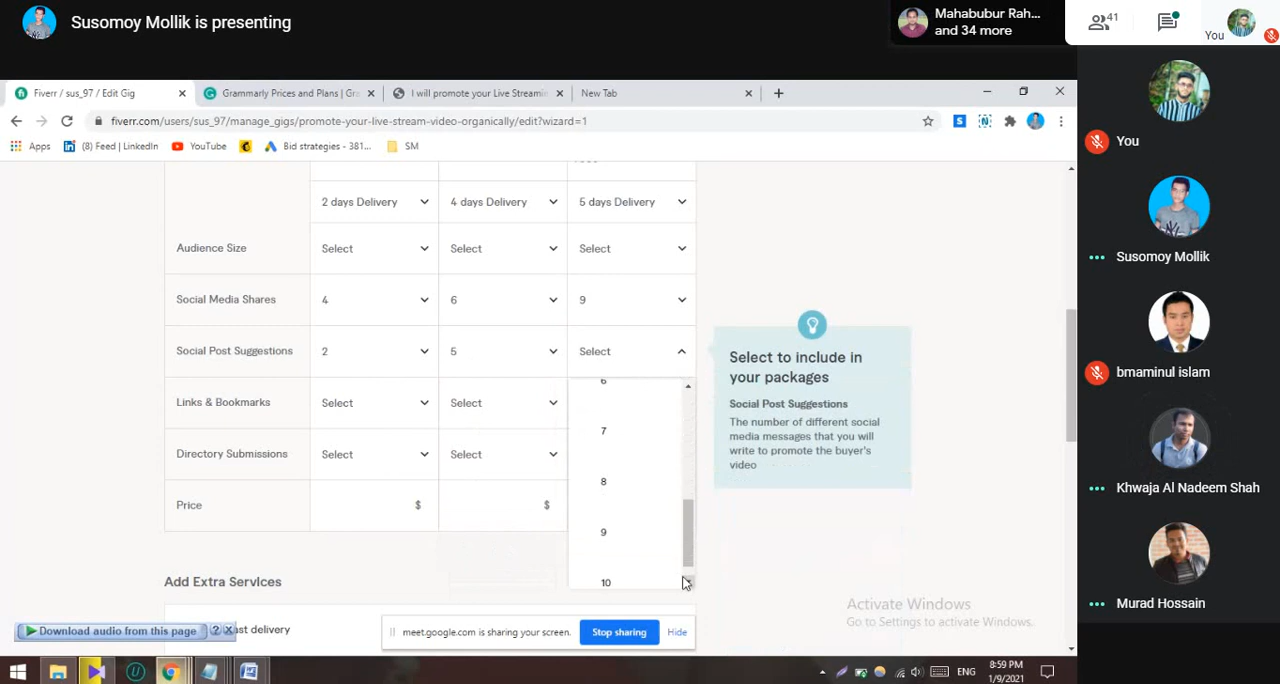 Susomoy Mollik is presenting
Mahabubur Rah...
and 34 more
41
You
Fiverr / sus_97 / Edit Gig
Grammarly Prices and Plans | Gra
I will promote your Live Streamin
New Tab
fiverr.com/users/sus_97/manage_gigs/promote-your-live-stream-video-organically/edit?wizard=1
Apps
(8) Feed | LinkedIn
YouTube
Bid strategies - 381...
SM
2 days Delivery
4 days Delivery
5 days Delivery
Audience Size
Select
Select
Select
Social Media Shares
4
6
9
Social Post Suggestions
2
5
Select
Links & Bookmarks
Select
Select
Directory Submissions
Select
Select
Price
$
$
6
7
8
9
10
Select to include in
your packages
Social Post Suggestions
The number of different social
media messages that you will
write to promote the buyer's
video
Add Extra Services
ast delivery
Download audio from this page
?
meet.google.com is sharing your screen.
Stop sharing
Hide
Activate Windows
Go to Settings to activate Windows.
ENG
8:59 PM
1/9/2021
You
Susomoy Mollik
bmaminul islam
Khwaja Al Nadeem Shah
Murad Hossain